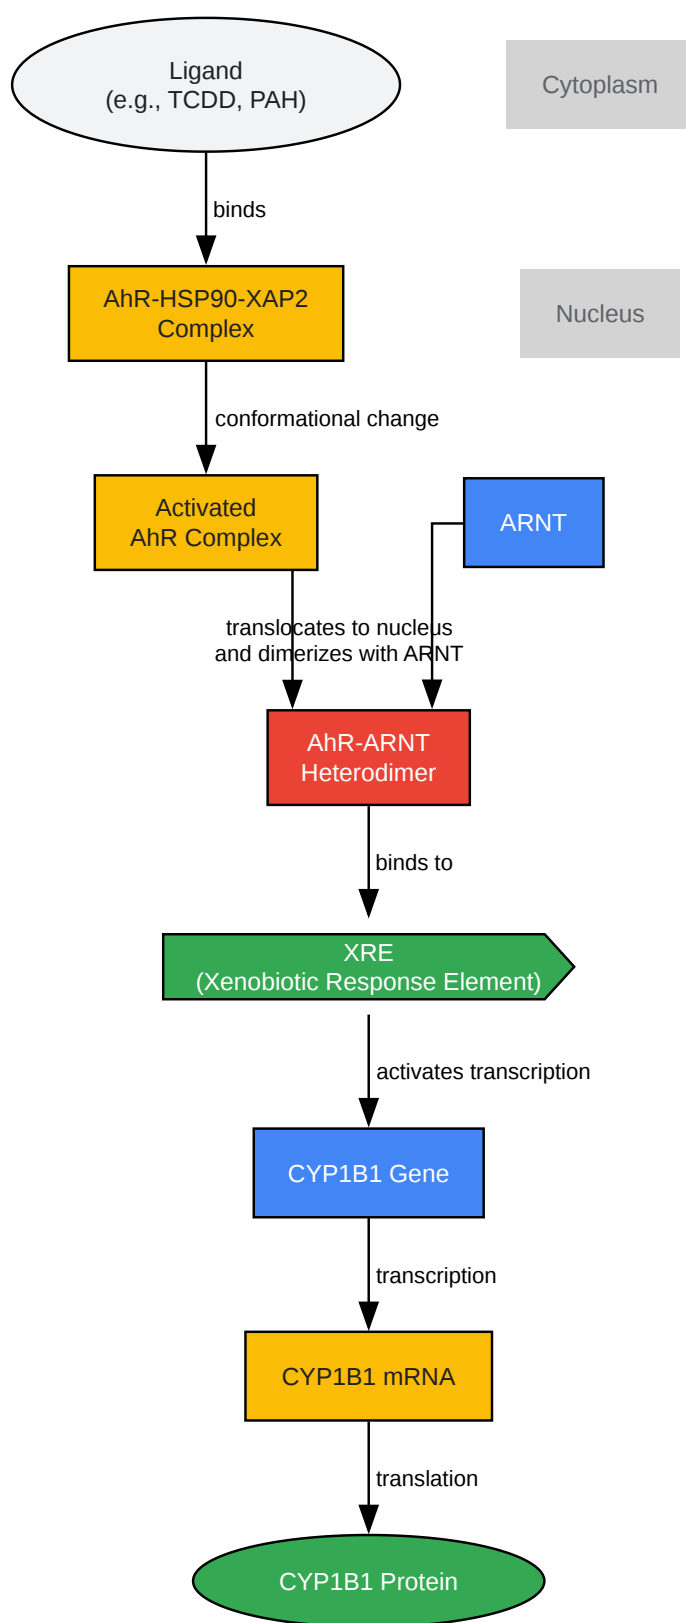 Ligand
(e.g., TCDD, PAH)
Cytoplasm
binds
AhR-HSP90-XAP2
Complex
Nucleus
conformational change
Activated
AhR Complex
ARNT
translocates to nucleus
and dimerizes with ARNT
AhR-ARNT
Heterodimer
binds to
XRE
(Xenobiotic Response Element)
activates transcription
CYP1B1 Gene
transcription
CYP1B1 mRNA
translation
CYP1B1 Protein